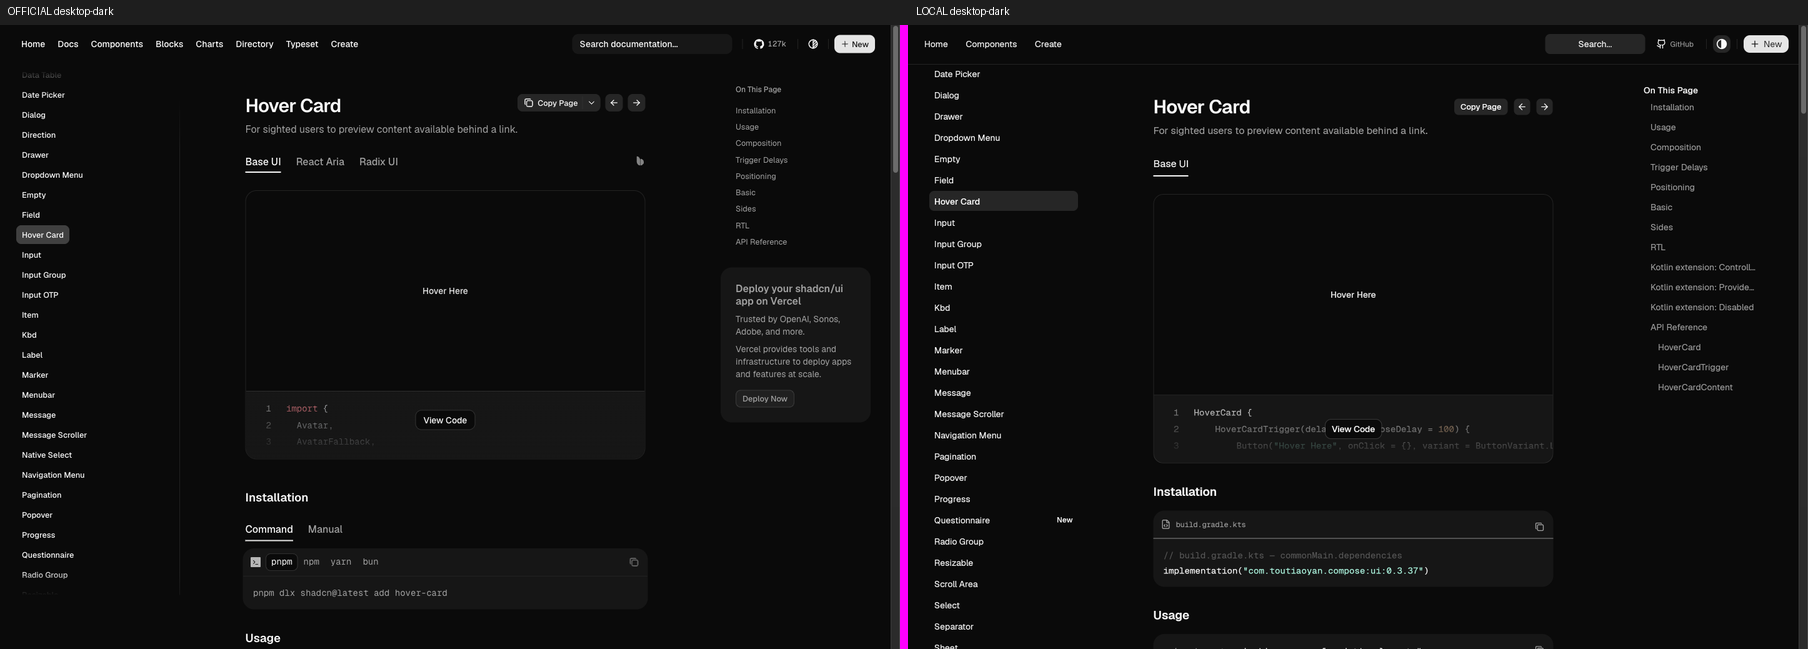 OFFICIAL desktop-dark
Home Docs Components Blocks Charts Directory Typeset Create
Search documentation...
127k
+ New
Data Table
Date Picker
Dialog
Direction
Drawer
Dropdown Menu
Empty
Field
Hover Card
Input
Input Group
Input OTP
Item
Kbd
Label
Marker
Menubar
Message
Message Scroller
Native Select
Navigation Menu
Pagination
Popover
Progress
Questionnaire
Radio Group
Hover Card
Copy Page
For sighted users to preview content available behind a link.
Base UI React Aria Radix UI
Hover Here
1 import {
2 Avatar,
3 AvatarFallback,
View Code
Installation
Command Manual
pnpm npm yarn bun
pnpm dlx shadcn@latest add hover-card
Usage
On This Page
Installation
Usage
Composition
Trigger Delays
Positioning
Basic
Sides
RTL
API Reference
Deploy your shadcn/ui
app on Vercel
Trusted by OpenAI, Sonos,
Adobe, and more.
Vercel provides tools and
infrastructure to deploy apps
and features at scale.
Deploy Now
LOCAL desktop-dark
Home Components Create
Search...
GitHub
+ New
Date Picker
Dialog
Drawer
Dropdown Menu
Empty
Field
Hover Card
Input
Input Group
Input OTP
Item
Kbd
Label
Marker
Menubar
Message
Message Scroller
Navigation Menu
Pagination
Popover
Progress
Questionnaire New
Radio Group
Resizable
Scroll Area
Select
Separator
Sheet
Hover Card
Copy Page
For sighted users to preview content available behind a link.
Base UI
Hover Here
1 HoverCard {
2 HoverCardTrigger(dela oseDelay = 100) {
3 Button("Hover Here", onClick = {}, variant = ButtonVariant.L
View Code
Installation
build.gradle.kts
// build.gradle.kts — commonMain.dependencies
implementation("com.toutiaoyan.compose:ui:0.3.37")
Usage
On This Page
Installation
Usage
Composition
Trigger Delays
Positioning
Basic
Sides
RTL
Kotlin extension: Controll...
Kotlin extension: Provide...
Kotlin extension: Disabled
API Reference
HoverCard
HoverCardTrigger
HoverCardContent